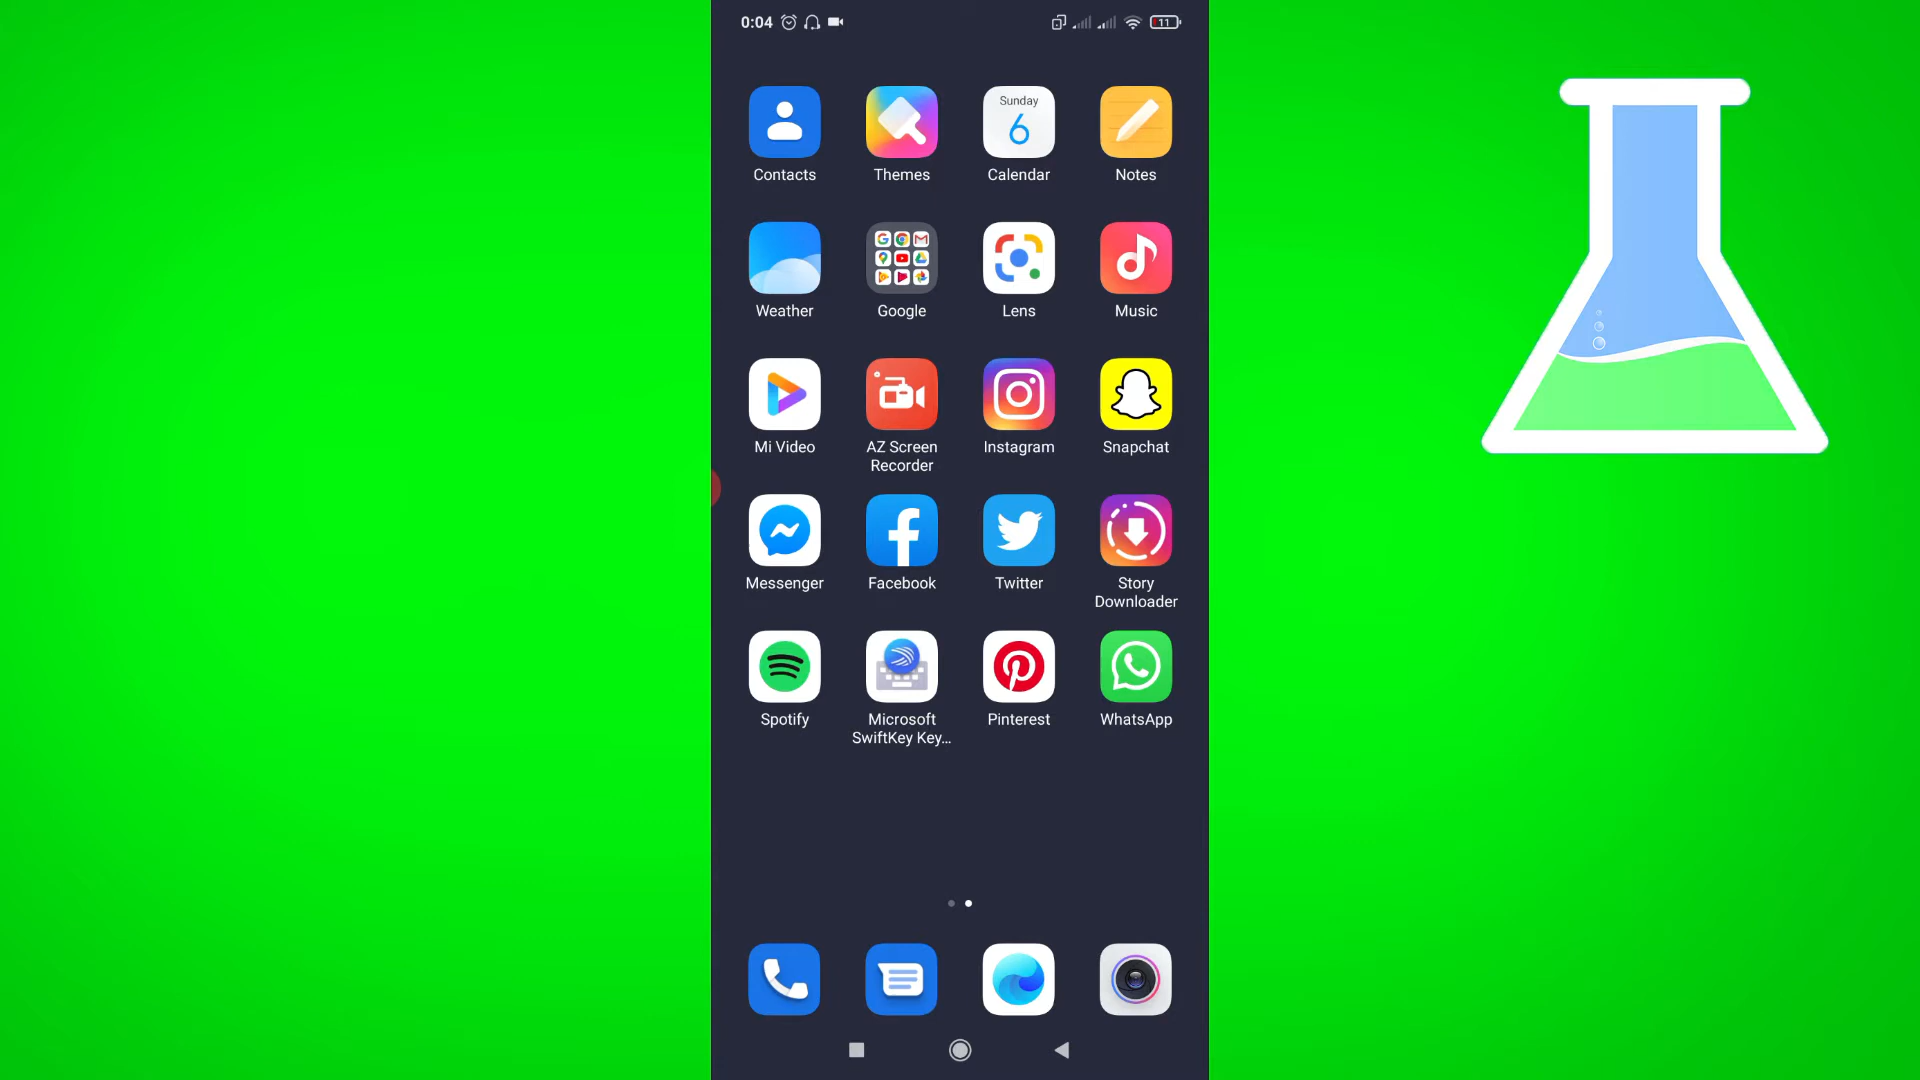 0:04
11
Sunday
6
Contacts
Themes
Calendar
Notes
Weather
Google
Lens
Music
Mi Video
AZ Screen
Recorder
Instagram
Snapchat
Messenger
Facebook
Twitter
Story
Downloader
Spotify
Microsoft
SwiftKey Key...
Pinterest
WhatsApp